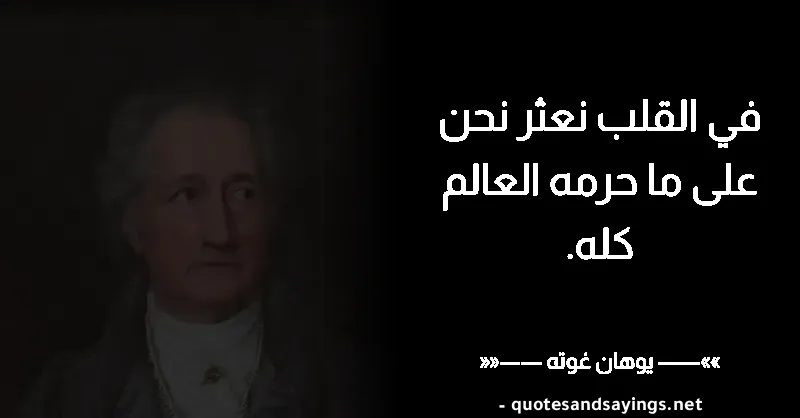 في القلب نعثر نحن
على ما حرمه العالم
كله.
»»—— يوهان غوته ——««
- quotesandsayings.net